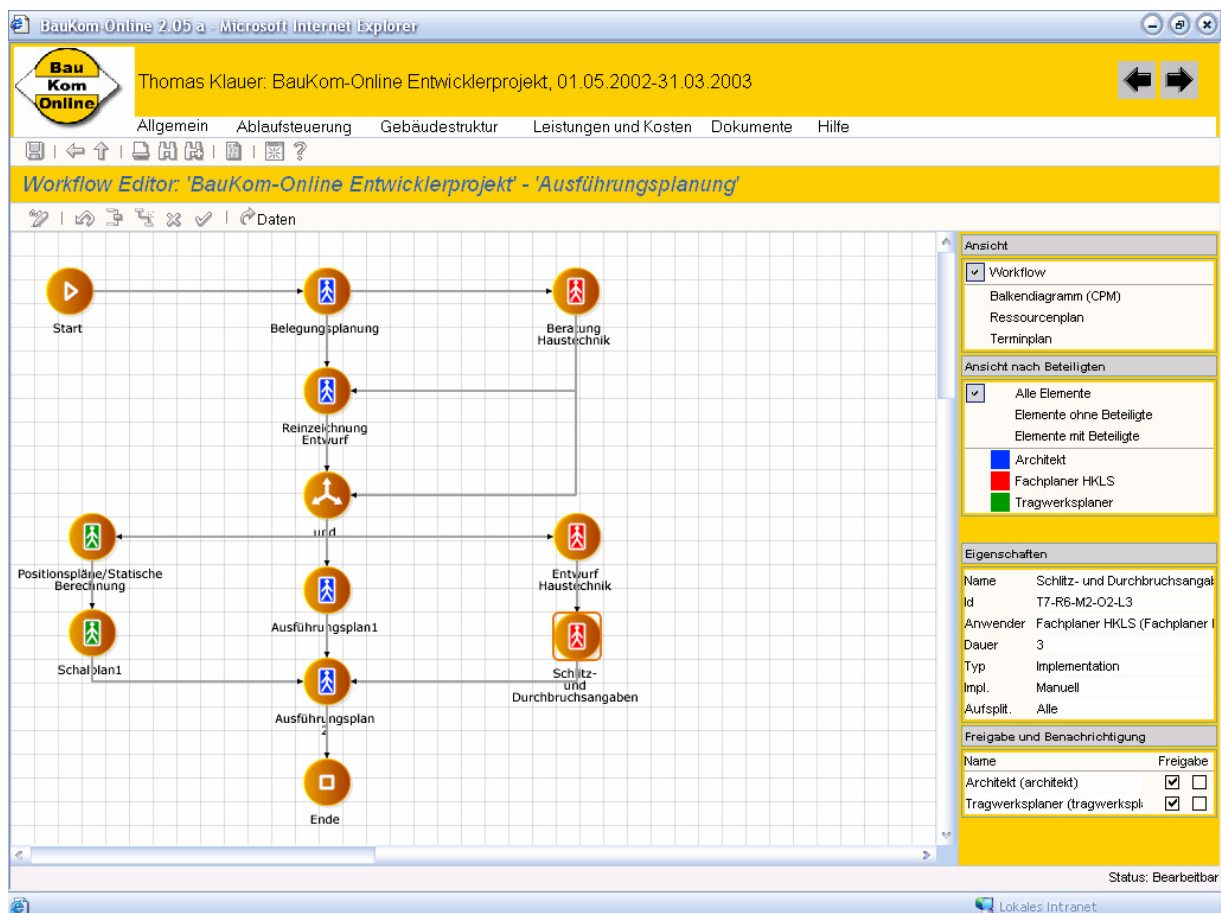 BauKom-Online 2.05 a - Microsoft Internet Explorer
Bau
Kom
Online
Thomas Klauer: BauKom-Online Entwicklerprojekt, 01.05.2002-31.03.2003
Allgemein Ablaufsteuerung Gebäudestruktur Leistungen und Kosten Dokumente Hilfe
Workflow Editor: 'BauKom-Online Entwicklerprojekt' - 'Ausführungsplanung'
Daten
Start
Belegungsplanung
Beratung
Haustechnik
Reinzeichnung
Entwurf
und
Positionspläne/Statische
Berechnung
Entwurf
Haustechnik
Ausführungsplan1
Schalplan1
Schlitz-
und
Durchbruchsangaben
Ausführungsplan
2
Ende
Ansicht
Workflow
Balkendiagramm (CPM)
Ressourcenplan
Terminplan
Ansicht nach Beteiligten
Alle Elemente
Elemente ohne Beteiligte
Elemente mit Beteiligte
Architekt
Fachplaner HKLS
Tragwerksplaner
Eigenschaften
Name Schlitz- und Durchbruchsangab
Id T7-R6-M2-O2-L3
Anwender Fachplaner HKLS (Fachplaner
Dauer 3
Typ Implementation
Impl. Manuell
Aufsplit. Alle
Freigabe und Benachrichtigung
Name Freigabe
Architekt (architekt)
Tragwerksplaner (tragwerkspl
Status: Bearbeitbar
Lokales Intranet